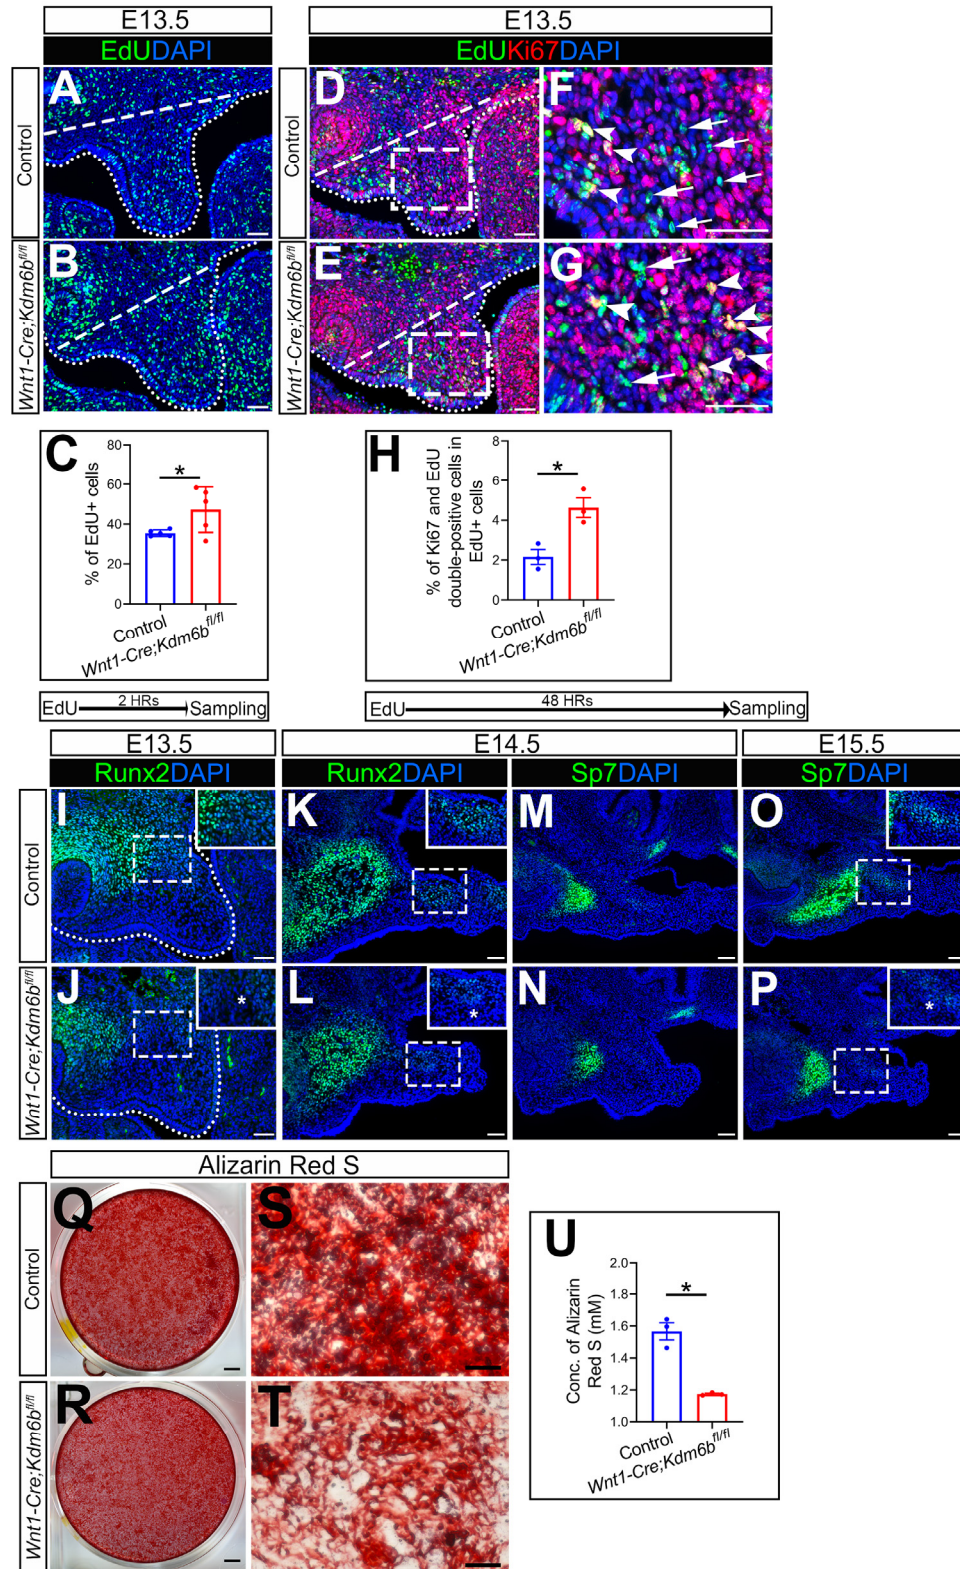 E13.5 E13.5
EdUDAPI EdUKi67DAPI
Control
A D F
Wnt1-Cre;Kdm6bfl/fl
B E G
C
% of EdU+ cells
80
60
40
20
0
*
Control
Wnt1-Cre;Kdm6bfl/fl
H
% of Ki67 and EdU
double-positive cells in
EdU+ cells
8
6
4
2
0
*
Control
Wnt1-Cre;Kdm6bfl/fl
EdU 2 HRs Sampling
EdU 48 HRs Sampling
E13.5 E14.5 E15.5
Runx2DAPI Runx2DAPI Sp7DAPI Sp7DAPI
Control
I K M O
Wnt1-Cre;Kdm6bfl/fl
J * L * N P *
Alizarin Red S
Control
Q S
Wnt1-Cre;Kdm6bfl/fl
R T
U
Conc. of Alizarin
Red S (mM)
2.0
1.8
1.6
1.4
1.2
1.0
*
Control
Wnt1-Cre;Kdm6bfl/fl